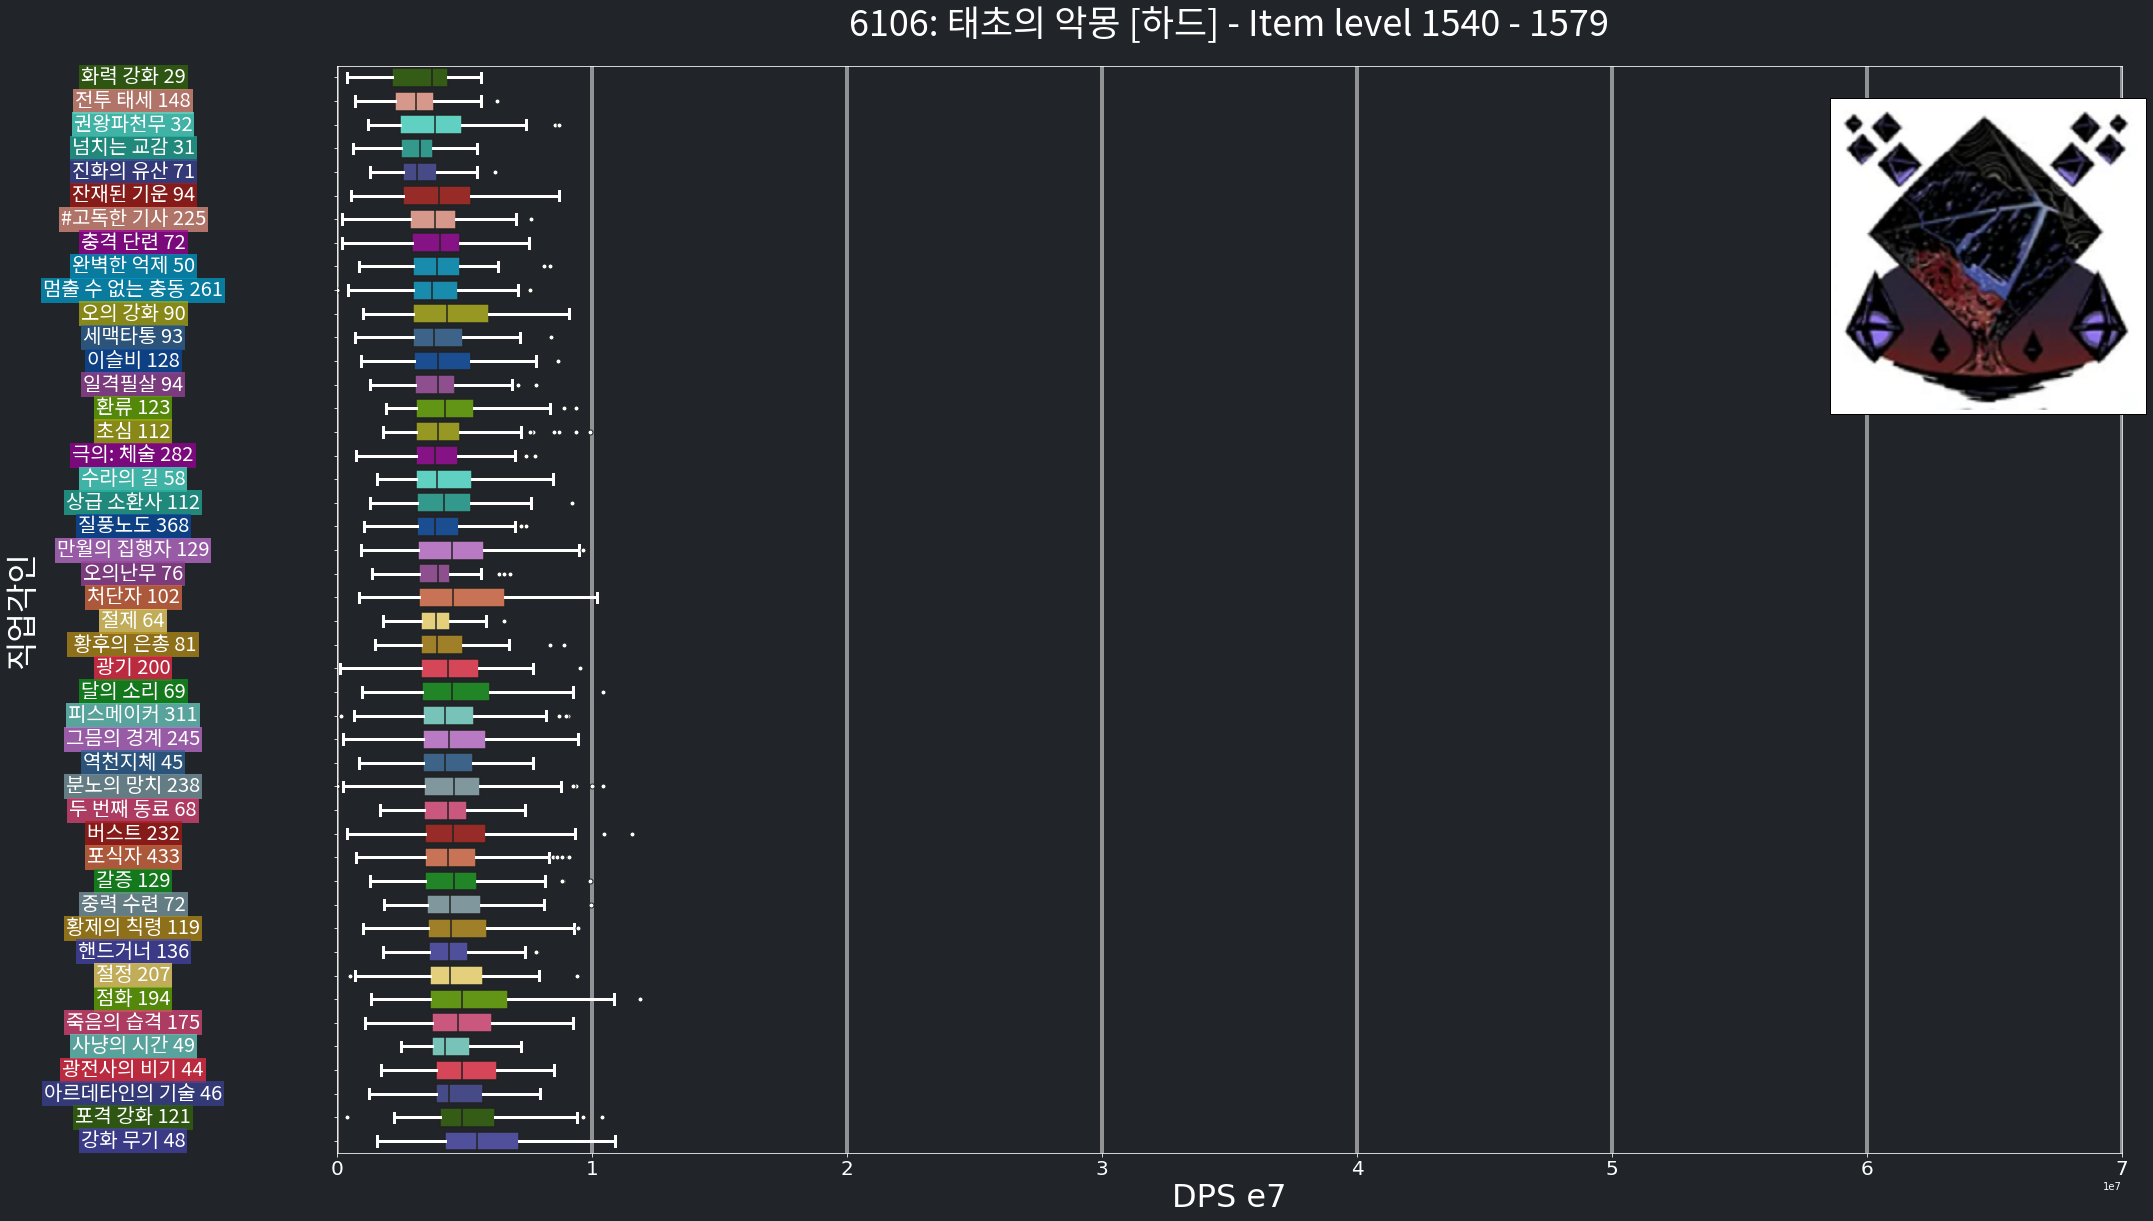 6106: 태초의 악몽 [하드] - Item level 1540 - 1579
화력 강화 29
전투 태세 148
권왕파천무 32
넘치는 교감 31
진화의 유산 71
잔재된 기운 94
#고독한 기사 225
충격 단련 72
완벽한 억제 50
멈출 수 없는 충동 261
오의 강화 90
세맥타통 93
이슬비 128
일격필살 94
환류 123
초심 112
극의: 체술 282
수라의 길 58
상급 소환사 112
질풍노도 368
만월의 집행자 129
오의난무 76
처단자 102
절제 64
황후의 은총 81
광기 200
달의 소리 69
피스메이커 311
그믐의 경계 245
역천지체 45
분노의 망치 238
두 번째 동료 68
버스트 232
포식자 433
갈증 129
중력 수련 72
황제의 칙령 119
핸드거너 136
절정 207
점화 194
죽음의 습격 175
사냥의 시간 49
광전사의 비기 44
아르데타인의 기술 46
포격 강화 121
강화 무기 48
직업각인
0 1 2 3 4 5 6 7
1e7
DPS e7